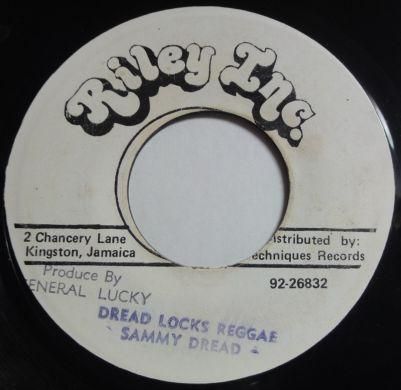 Riley Inc.
2 Chancery Lane
Kingston, Jamaica
istributed by:
echniques Records
Produce By
ENERAL LUCKY
92-26832
DREAD LOCKS REGGAE
SAMMY DREAD